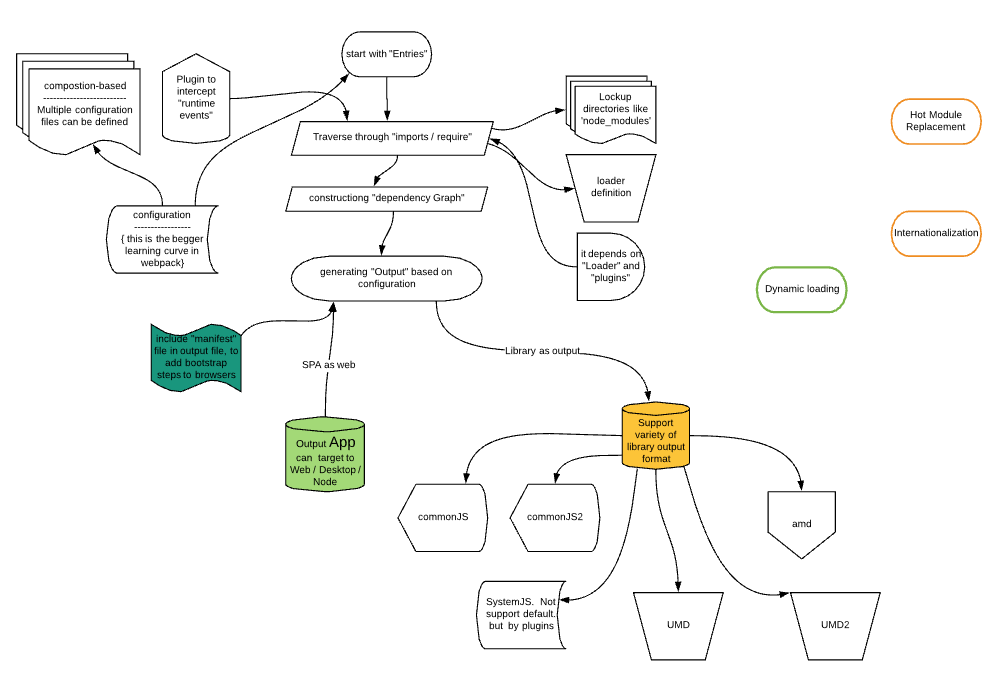 start with "Entries"
compostion-based
--------------------------
Multiple configuration
files can be defined
Plugin to
intercept
"runtime
events"
Traverse through "imports / require"
Lockup
directories like
'node_modules'
Hot Module
Replacement
loader
definition
constructiong "dependency Graph"
configuration
-----------------
{ this is the begger
learning curve in
webpack}
Internationalization
it depends on
"Loader" and
"plugins"
generating "Output" based on
configuration
Dynamic loading
include "manifest"
file in output file, to
add bootstrap
steps to browsers
SPA as web
Library as output
Output App
can target to
Web / Desktop /
Node
Support
variety of
library output
format
commonJS
commonJS2
amd
SystemJS. Not
support default.
but by plugins
UMD
UMD2